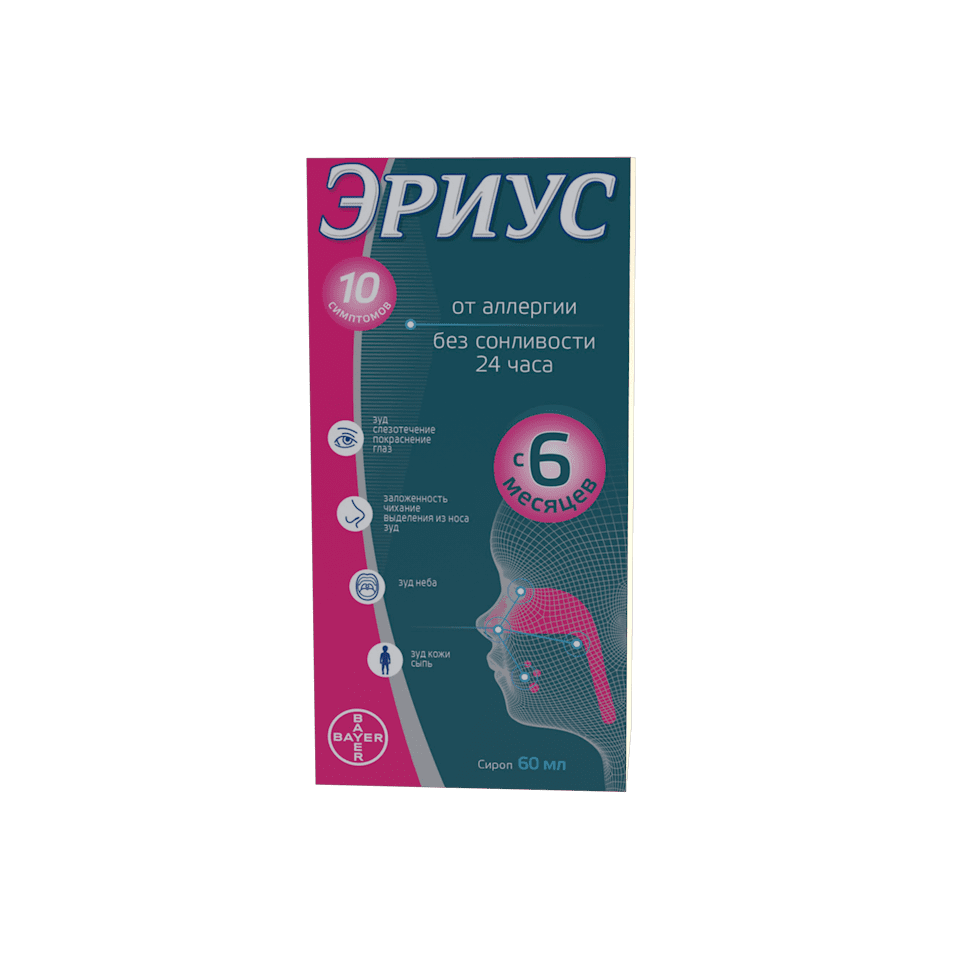 ЭРИУС
10
СИМПТОМОВ
от аллергии
без сонливости
24 часа
зуд
слезотечение
покраснение
глаз
с 6
месяцев
заложенность
чихание
выделения из носа
зуд
зуд неба
зуд кожи
сыпь
BAYER
BAYER
Сироп 60 мл